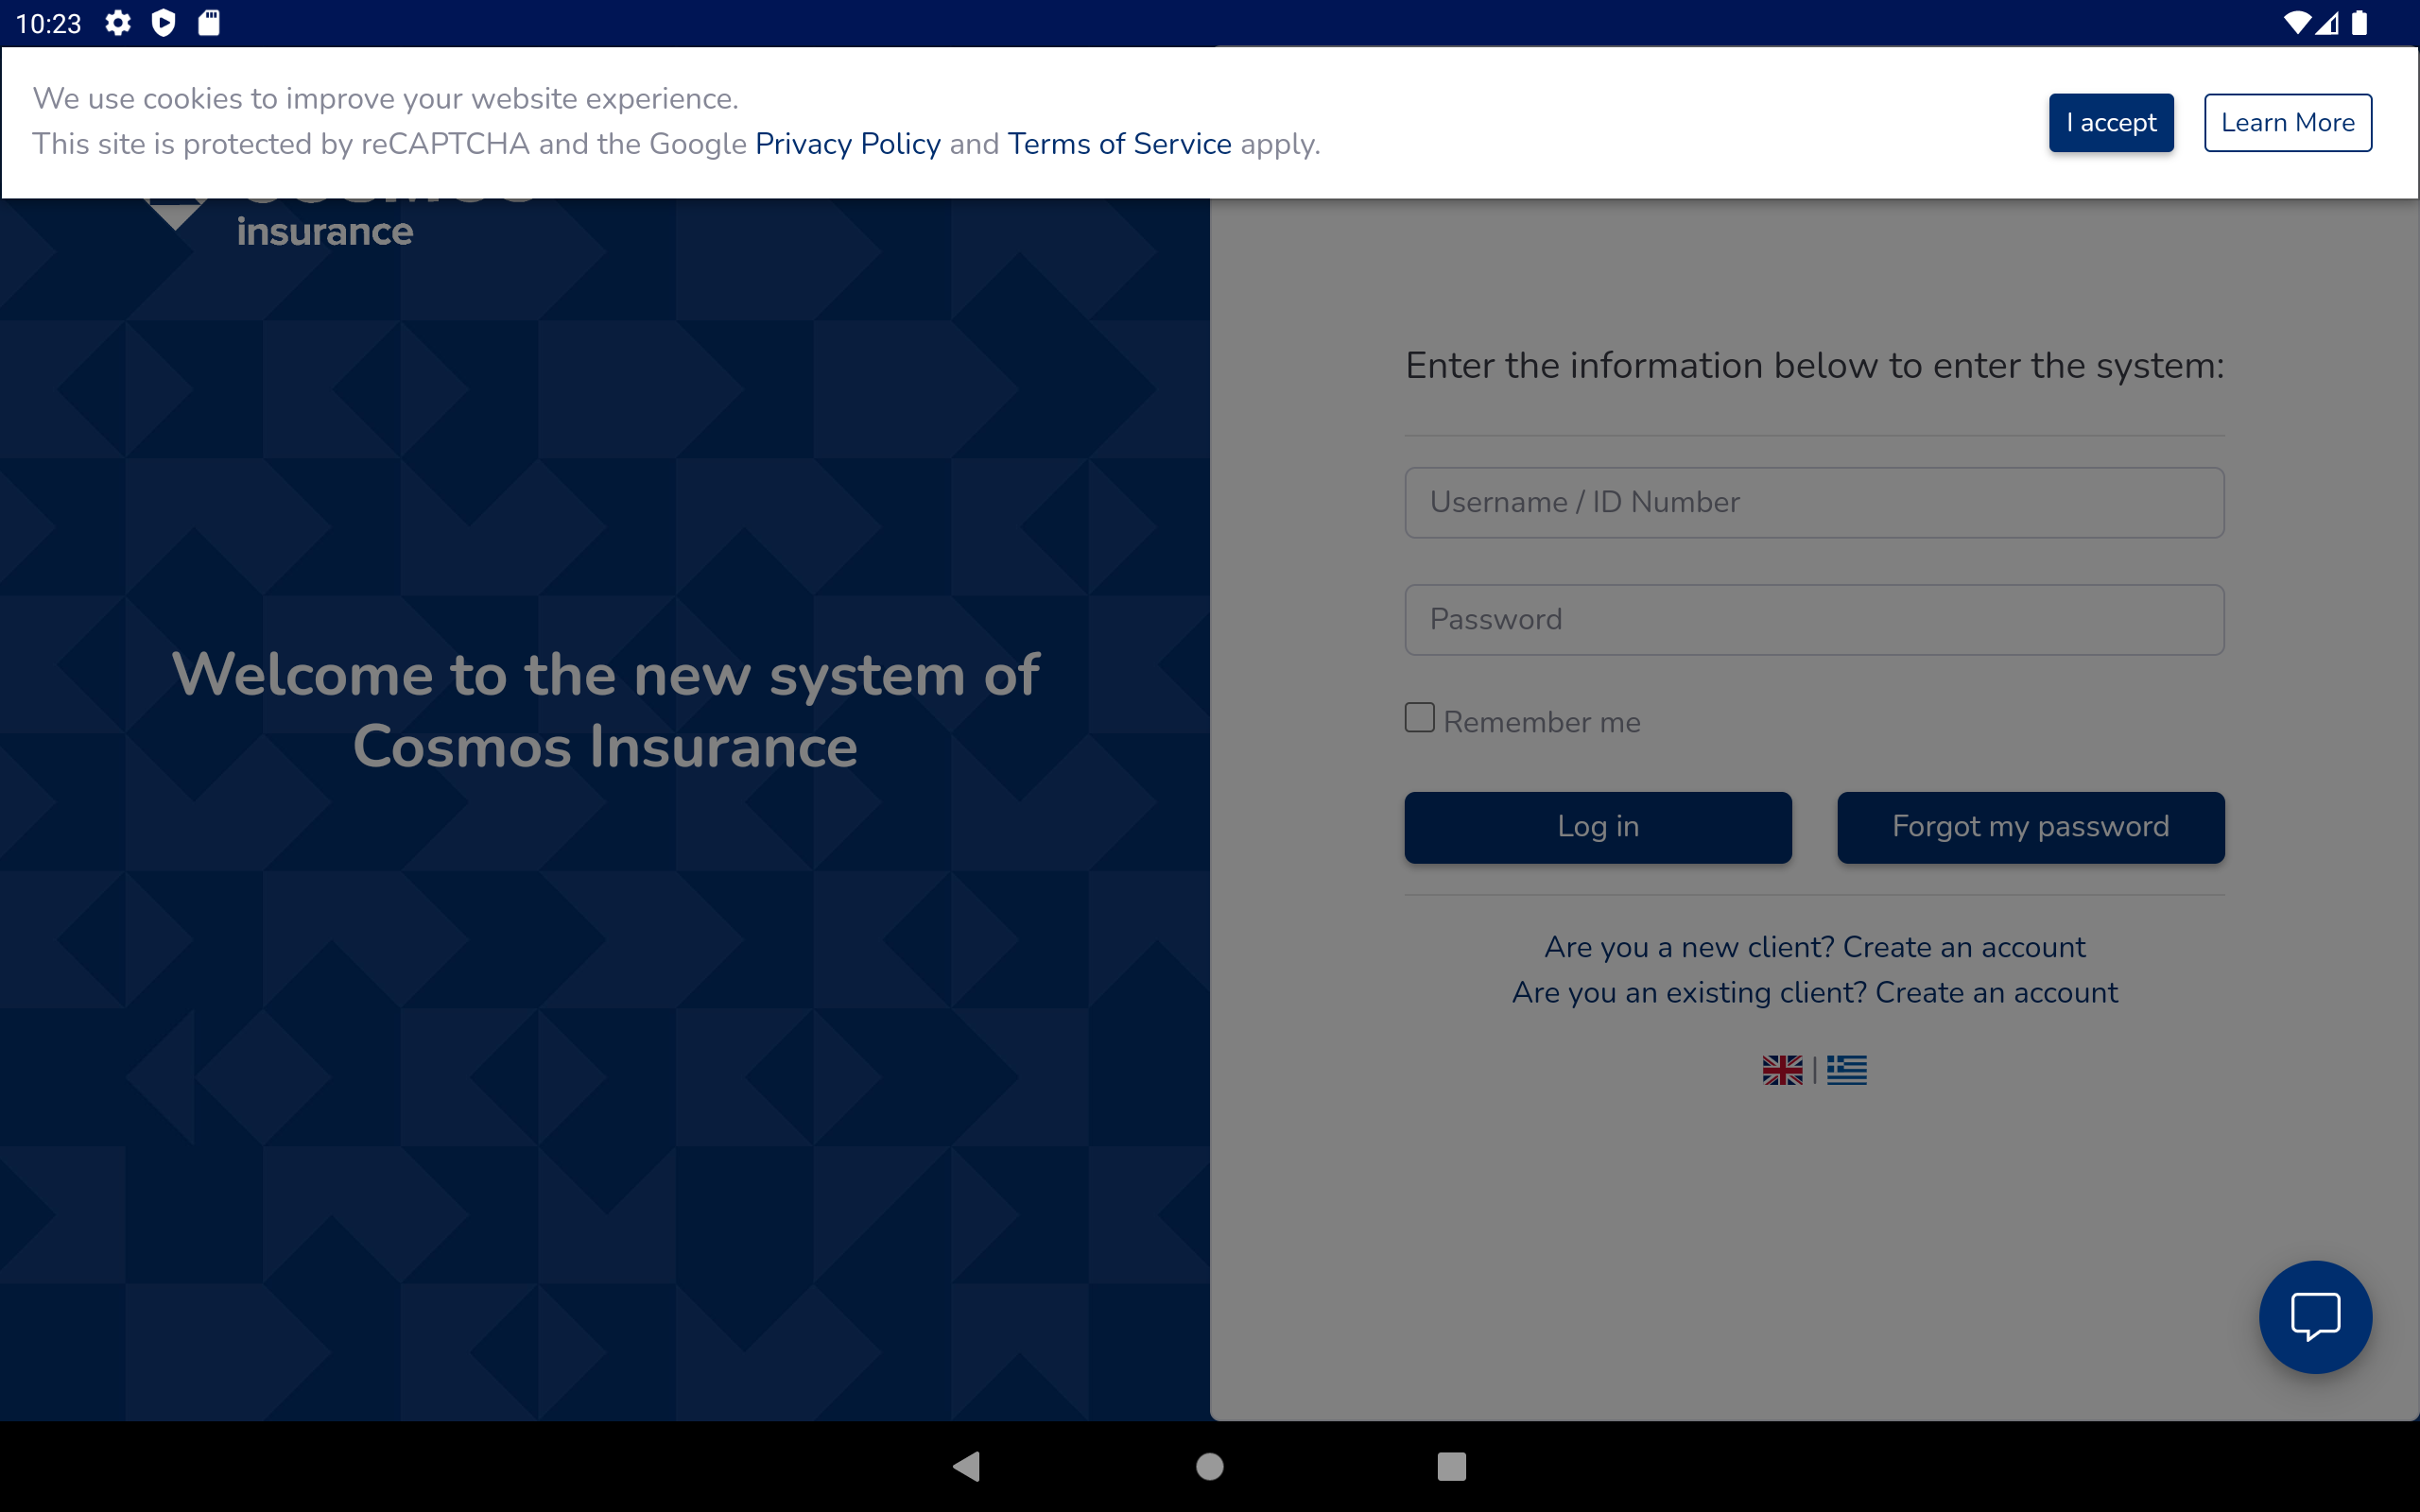 10:23
We use cookies to improve your website experience.
This site is protected by reCAPTCHA and the Google Privacy Policy and Terms of Service apply.
I accept
Learn More
insurance
Welcome to the new system of
Cosmos Insurance
Enter the information below to enter the system:
Username / ID Number
Password
Remember me
Log in
Forgot my password
Are you a new client? Create an account
Are you an existing client? Create an account
|